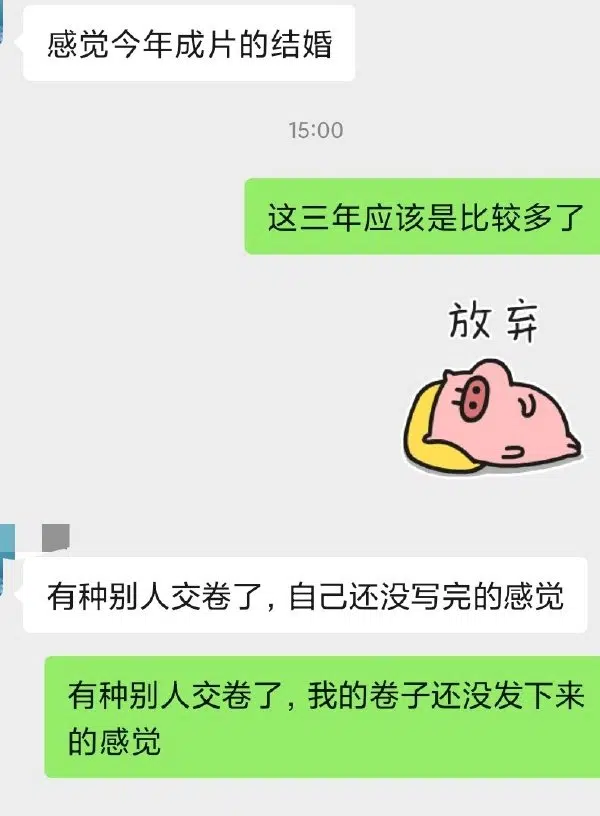 感觉今年成片的结婚
15:00
这三年应该是比较多了
放弃
有种别人交卷了，自己还没写完的感觉
有种别人交卷了，我的卷子还没发下来
的感觉